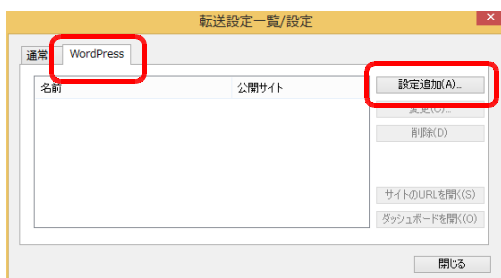 転送設定一覧/設定
通常 WordPress
名前 公開サイト
設定追加(A)...
変更(C)...
削除(D)
サイトのURLを開く(S)
ダッシュボードを開く(O)
閉じる